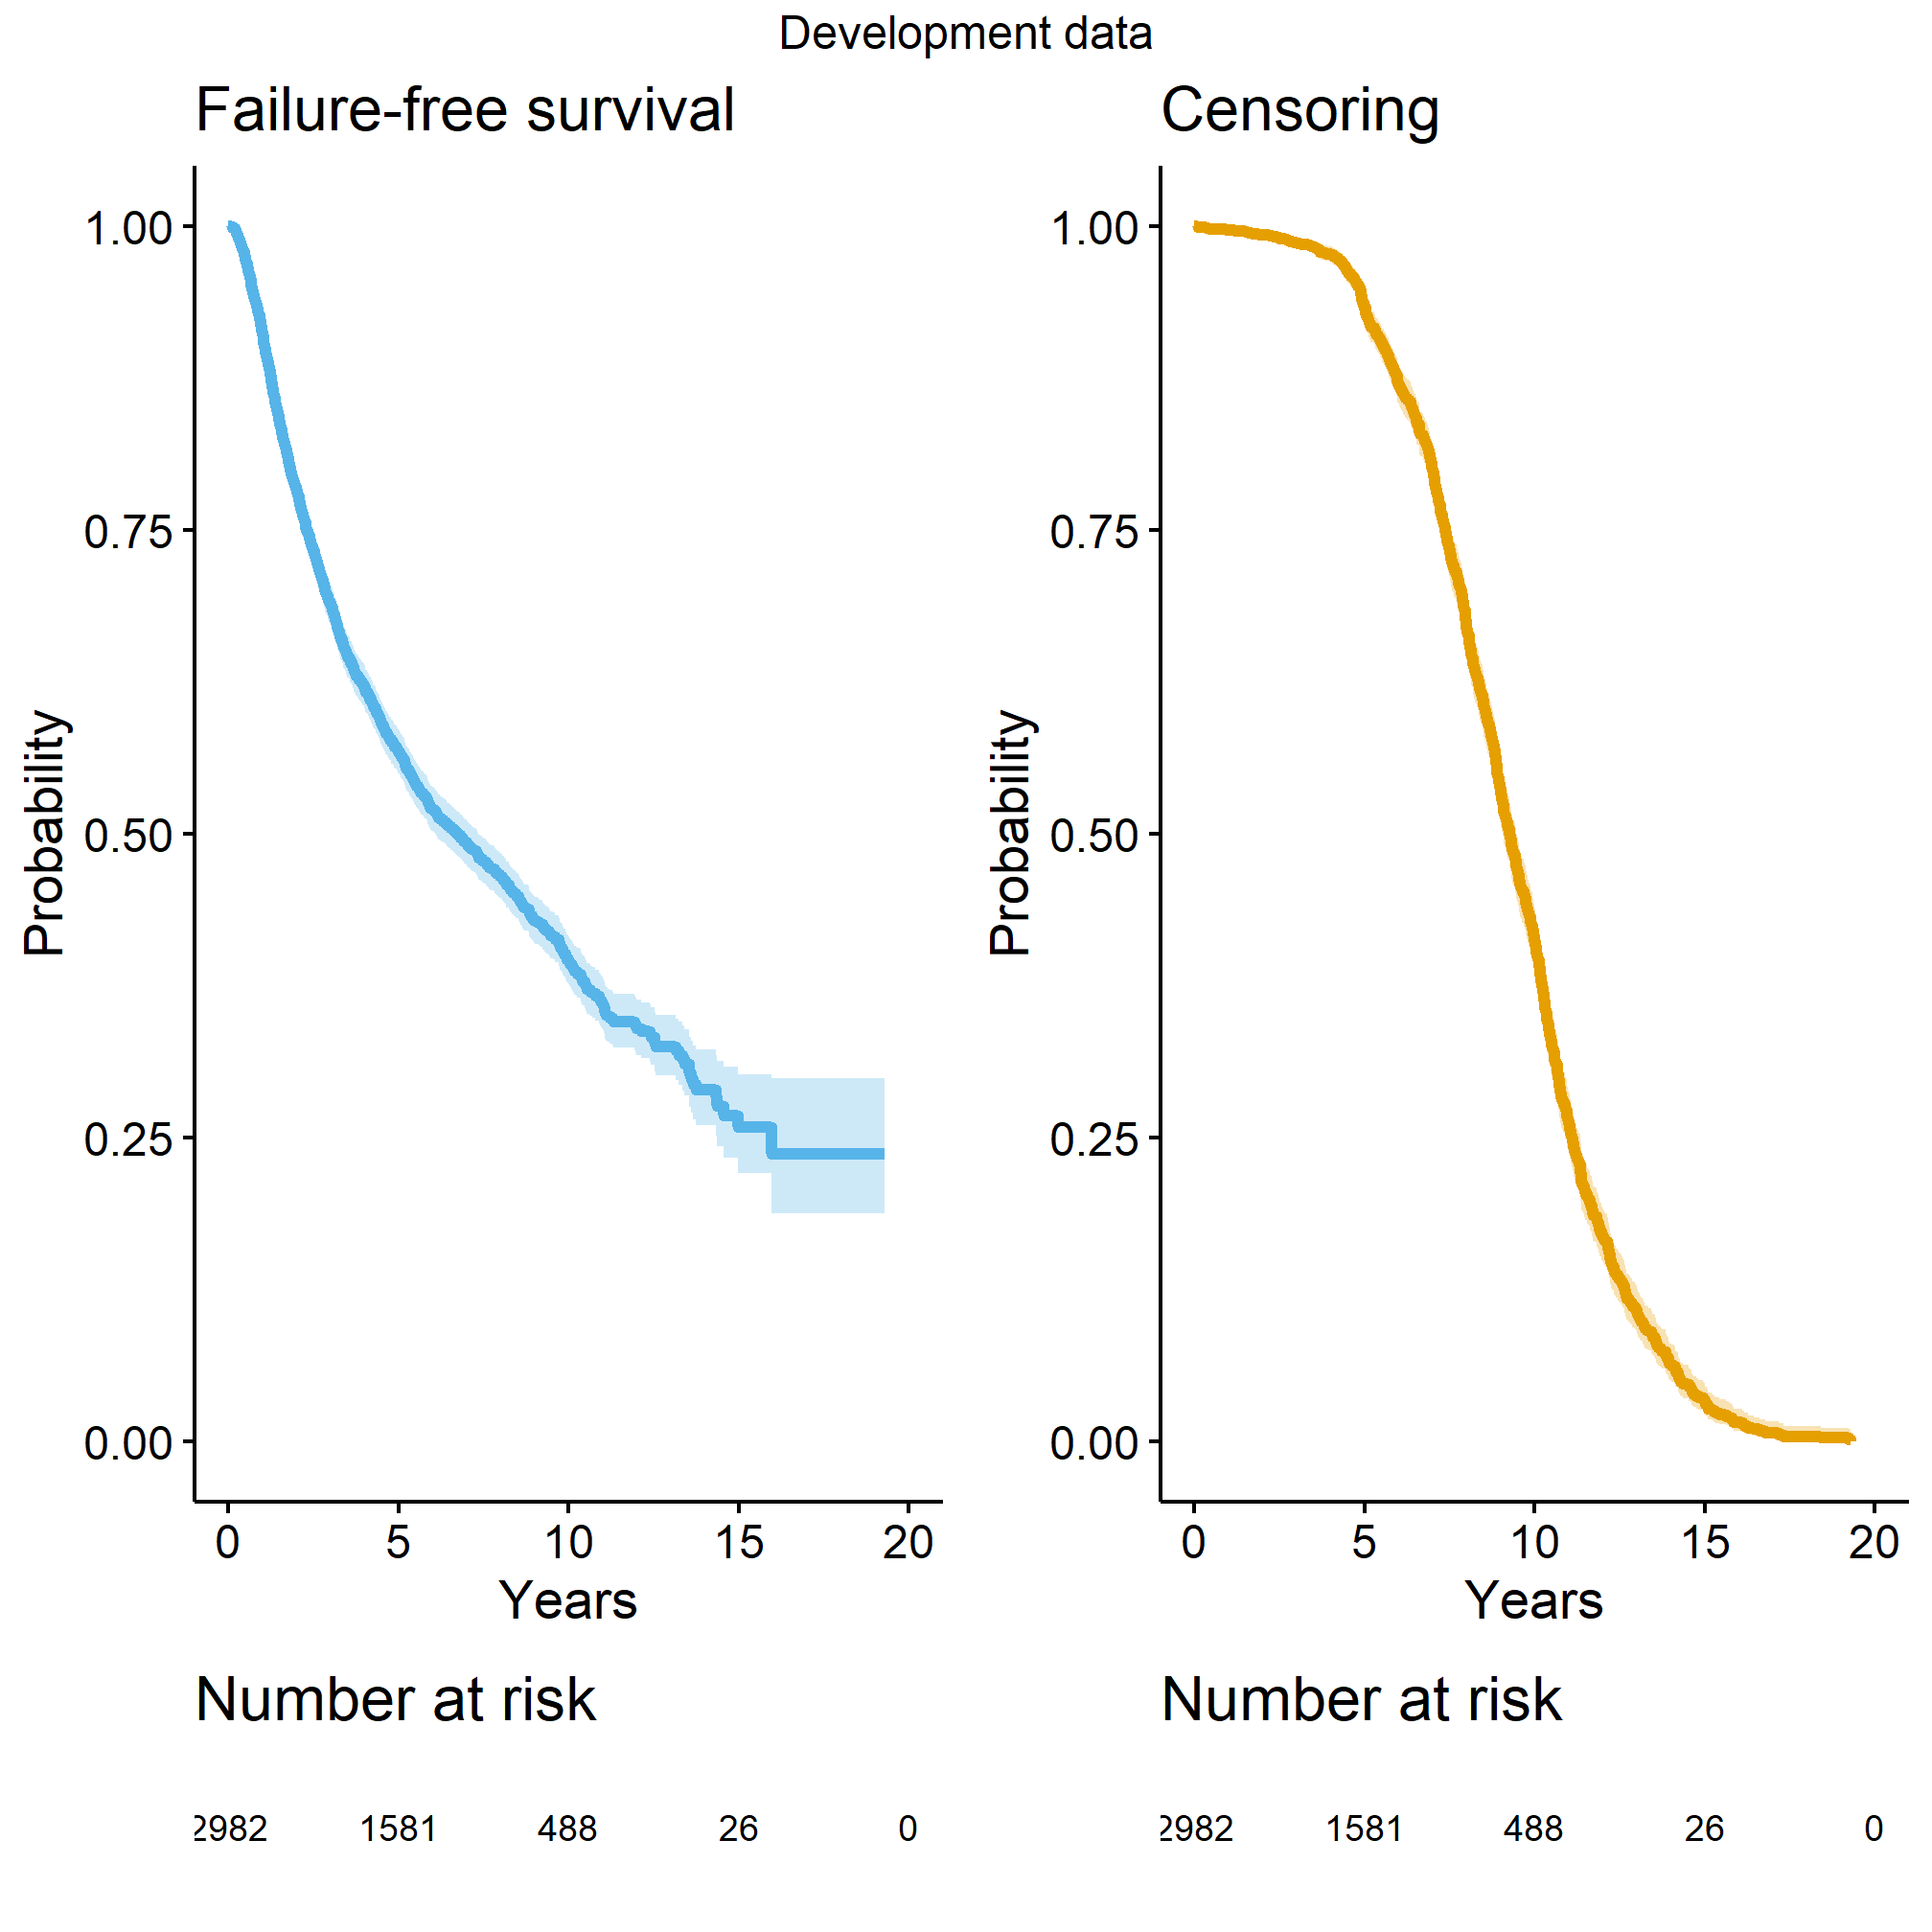 Development data
Failure-free survival
1.00
0.75
0.50
0.25
0.00
Probability
0 5 10 15 20
Years
Number at risk
2982 1581 488 26 0
Censoring
1.00
0.75
0.50
0.25
0.00
Probability
0 5 10 15 20
Years
Number at risk
2982 1581 488 26 0